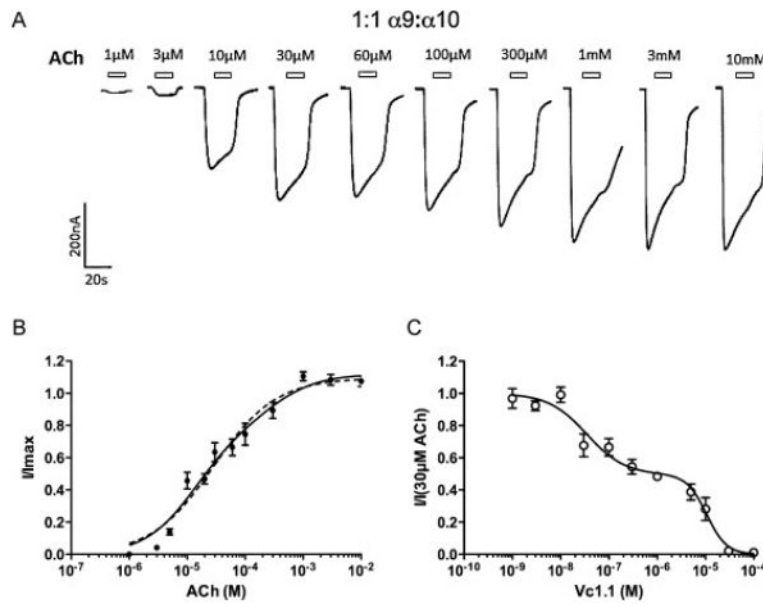 A
1:1 α9:α10
ACh 1µM 3µM 10µM 30µM 60µM 100µM 300µM 1mM 3mM 10mM
200nA
20s
B
I/Imax
1.2
1.0
0.8
0.6
0.4
0.2
0.0
10-7 10-6 10-5 10-4 10-3 10-2
ACh (M)
C
I/I(30µM ACh)
1.2
1.0
0.8
0.6
0.4
0.2
0.0
10-10 10-9 10-8 10-7 10-6 10-5 10-4
Vc1.1 (M)